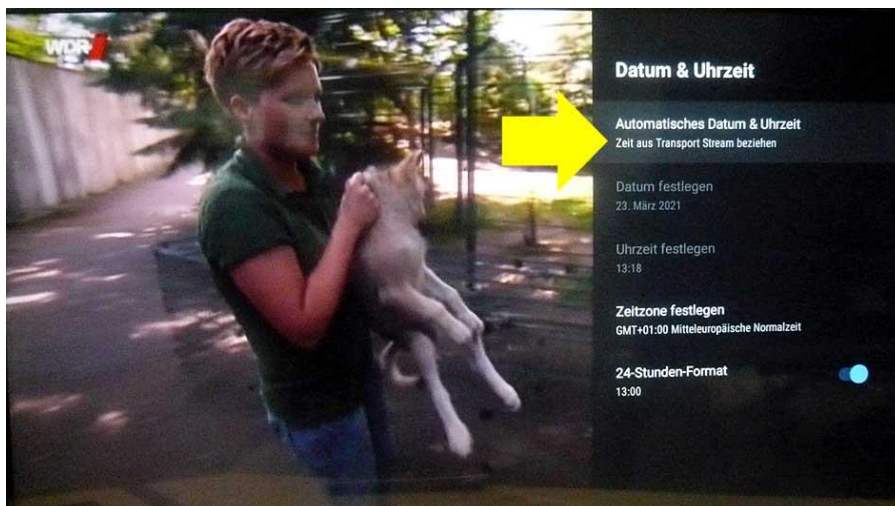 WDR
Datum & Uhrzeit
Automatisches Datum & Uhrzeit
Zeit aus Transport Stream beziehen
Datum festlegen
23. März 2021
Uhrzeit festlegen
13:18
Zeitzone festlegen
GMT+01:00 Mitteleuropäische Normalzeit
24-Stunden-Format
13:00